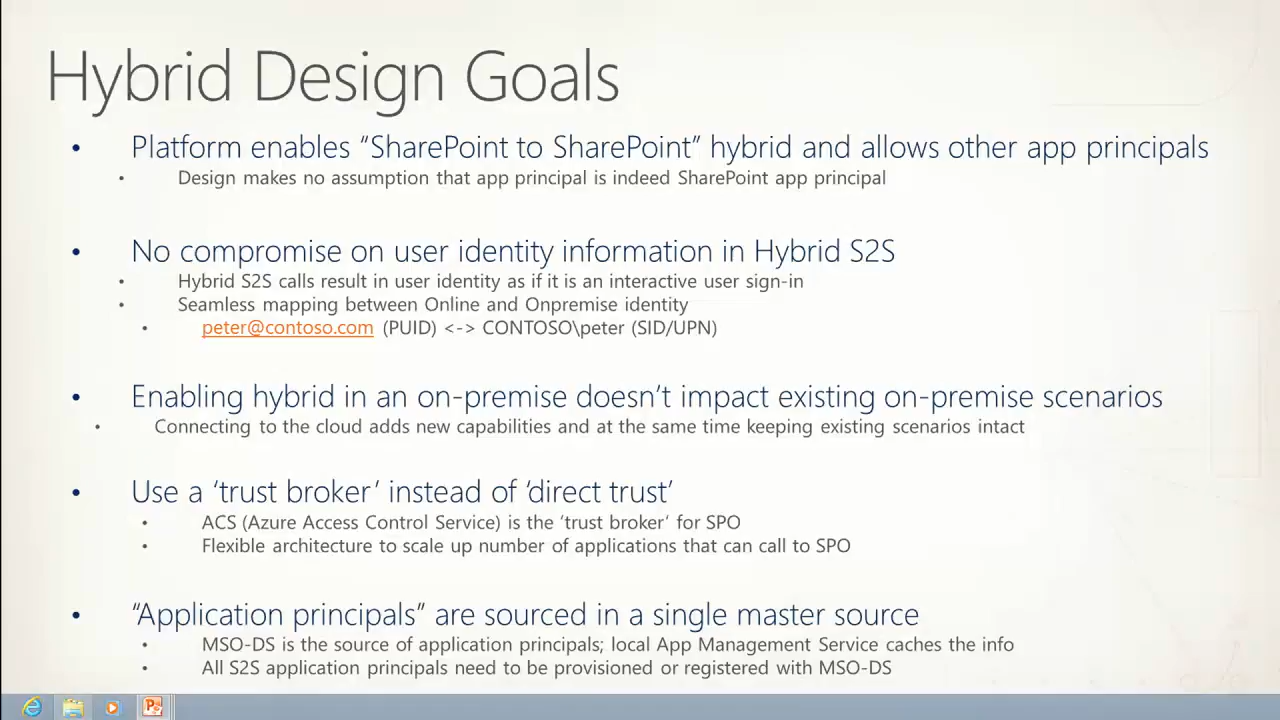 Hybrid Design Goals
• Platform enables “SharePoint to SharePoint” hybrid and allows other app principals
• Design makes no assumption that app principal is indeed SharePoint app principal
• No compromise on user identity information in Hybrid S2S
• Hybrid S2S calls result in user identity as if it is an interactive user sign-in
• Seamless mapping between Online and Onpremise identity
• peter@contoso.com (PUID) <-> CONTOSO\peter (SID/UPN)
• Enabling hybrid in an on-premise doesn’t impact existing on-premise scenarios
• Connecting to the cloud adds new capabilities and at the same time keeping existing scenarios intact
• Use a ‘trust broker’ instead of ‘direct trust’
• ACS (Azure Access Control Service) is the ‘trust broker’ for SPO
• Flexible architecture to scale up number of applications that can call to SPO
• “Application principals” are sourced in a single master source
• MSO-DS is the source of application principals; local App Management Service caches the info
• All S2S application principals need to be provisioned or registered with MSO-DS